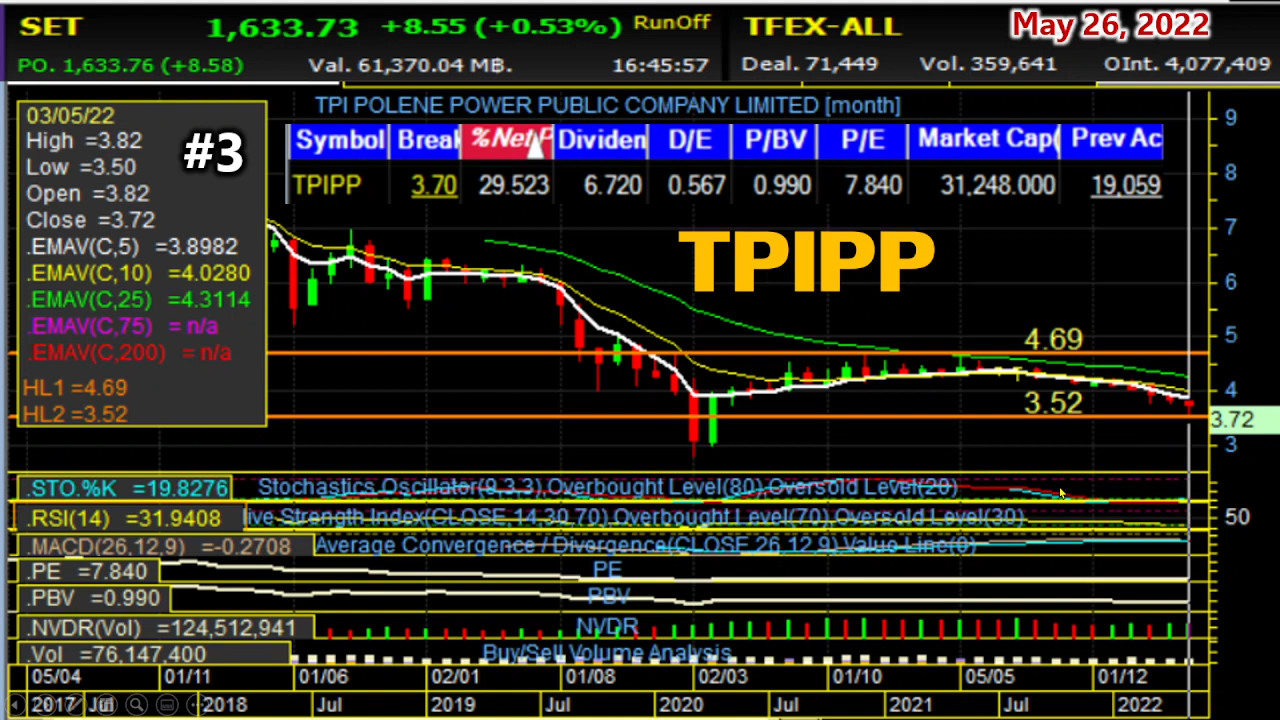 SET 1,633.73 +8.55 (+0.53%) RunOff TFEX-ALL May 26, 2022
PO. 1,633.76 (+8.58) Val. 61,370.04 M฿. 16:45:57 Deal. 71,449 Vol. 359,641 OInt. 4,077,409
TPI POLENE POWER PUBLIC COMPANY LIMITED [month]
03/05/22
High =3.82
Low =3.50
Open =3.82
Close =3.72
.EMAV(C,5) =3.8982
.EMAV(C,10) =4.0280
.EMAV(C,25) =4.3114
.EMAV(C,75) = n/a
.EMAV(C,200) = n/a
HL1 =4.69
HL2 =3.52
#3
Symbol Break %NetP Dividen D/E P/BV P/E Market Cap( Prev Ac
TPIPP 3.70 29.523 6.720 0.567 0.990 7.840 31,248.000 19,059
TPIPP
4.69
3.52
9
8
7
6
5
4
3.72
3
.STO.%K =19.8276 Stochastics Oscillator(9,3,3),Overbought Level(80),Oversold Level(20)
.RSI(14) =31.9408 ive Strength Index(CLOSE,14,30,70),Overbought Level(70),Oversold Level(30) 50
.MACD(26,12,9) =-0.2708 Average Convergence / Divergence(CLOSE,26,12,9),Value Line(0)
.PE =7.840 PE
.PBV =0.990 PBV
.NVDR(Vol) =124,512,941 NVDR
.Vol =76,147,400 Buy/Sell Volume Analysis
05/04 01/11 01/06 02/01 01/08 02/03 01/10 05/05 01/12
2017 Jul 2018 Jul 2019 Jul 2020 Jul 2021 Jul 2022